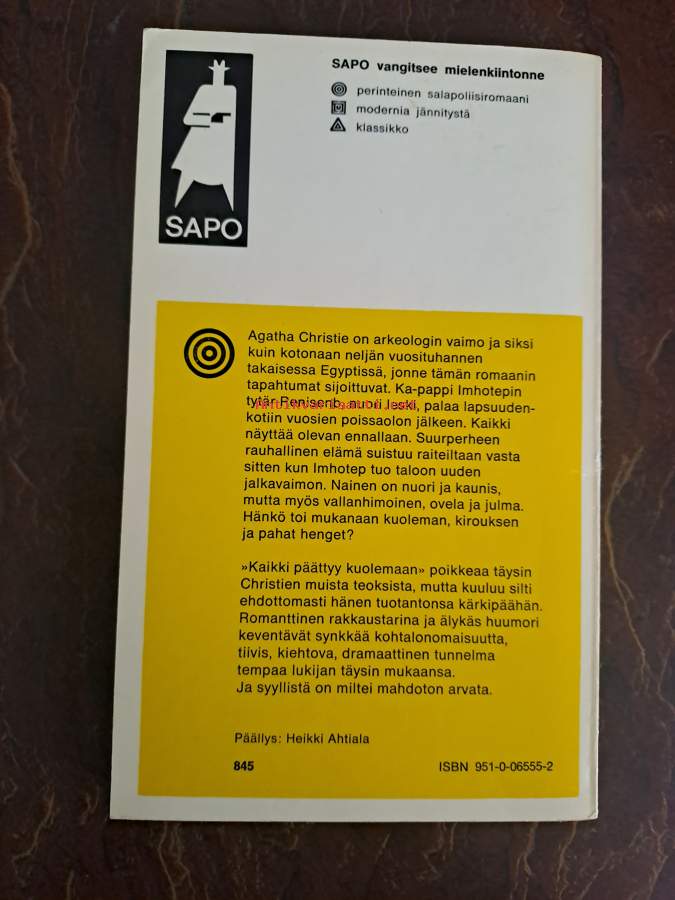 SAPO
SAPO vangitsee mielenkiintonne
perinteinen salapoliisiromaani
modernia jännitystä
klassikko
Agatha Christie on arkeologin vaimo ja siksi
kuin kotonaan neljän vuosituhannen
takaisessa Egyptissä, jonne tämän romaanin
tapahtumat sijoittuvat. Ka-pappi Imhotepin
tytär Renisenb, nuori leski, palaa lapsuuden-
kotiin vuosien poissaolon jälkeen. Kaikki
näyttää olevan ennallaan. Suurperheen
rauhallinen elämä suistuu raiteiltaan vasta
sitten kun Imhotep tuo taloon uuden
jalkavaimon. Nainen on nuori ja kaunis,
mutta myös vallanhimoinen, ovela ja julma.
Hänkö toi mukanaan kuoleman, kirouksen
ja pahat henget?
»Kaikki päättyy kuolemaan» poikkeaa täysin
Christien muista teoksista, mutta kuuluu silti
ehdottomasti hänen tuotantonsa kärkipäähän.
Romanttinen rakkaustarina ja älykäs huumori
keventävät synkkää kohtalonomaisuutta,
tiivis, kiehtova, dramaattinen tunnelma
tempaa lukijan täysin mukaansa.
Ja syyllistä on miltei mahdoton arvata.
Päällys: Heikki Ahtiala
845
ISBN 951-0-06555-2